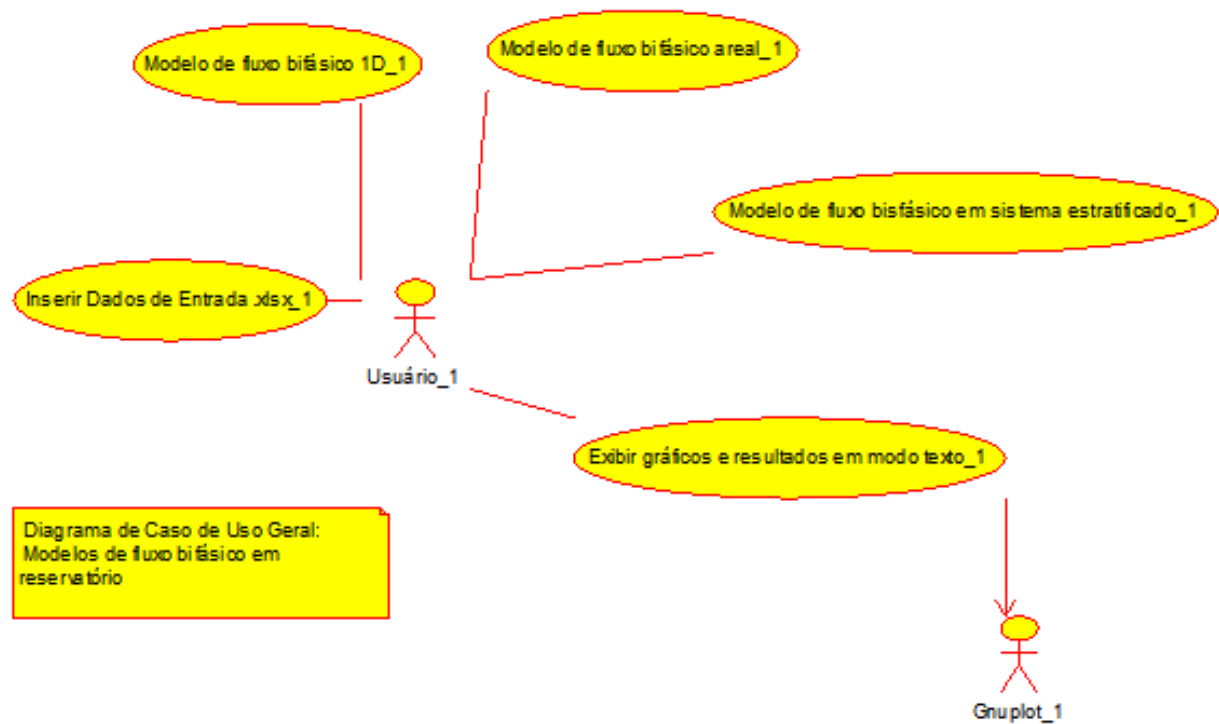 Modelo de fluxo bifásico 1D_1
Modelo de fluxo bifásico areal_1
Modelo de fluxo bisfásico em sistema estratificado_1
Inserir Dados de Entrada .xlsx_1
Usuário_1
Exibir gráficos e resultados em modo texto_1
Diagrama de Caso de Uso Geral:
Modelos de fluxo bifásico em
reservatório
Gnuplot_1